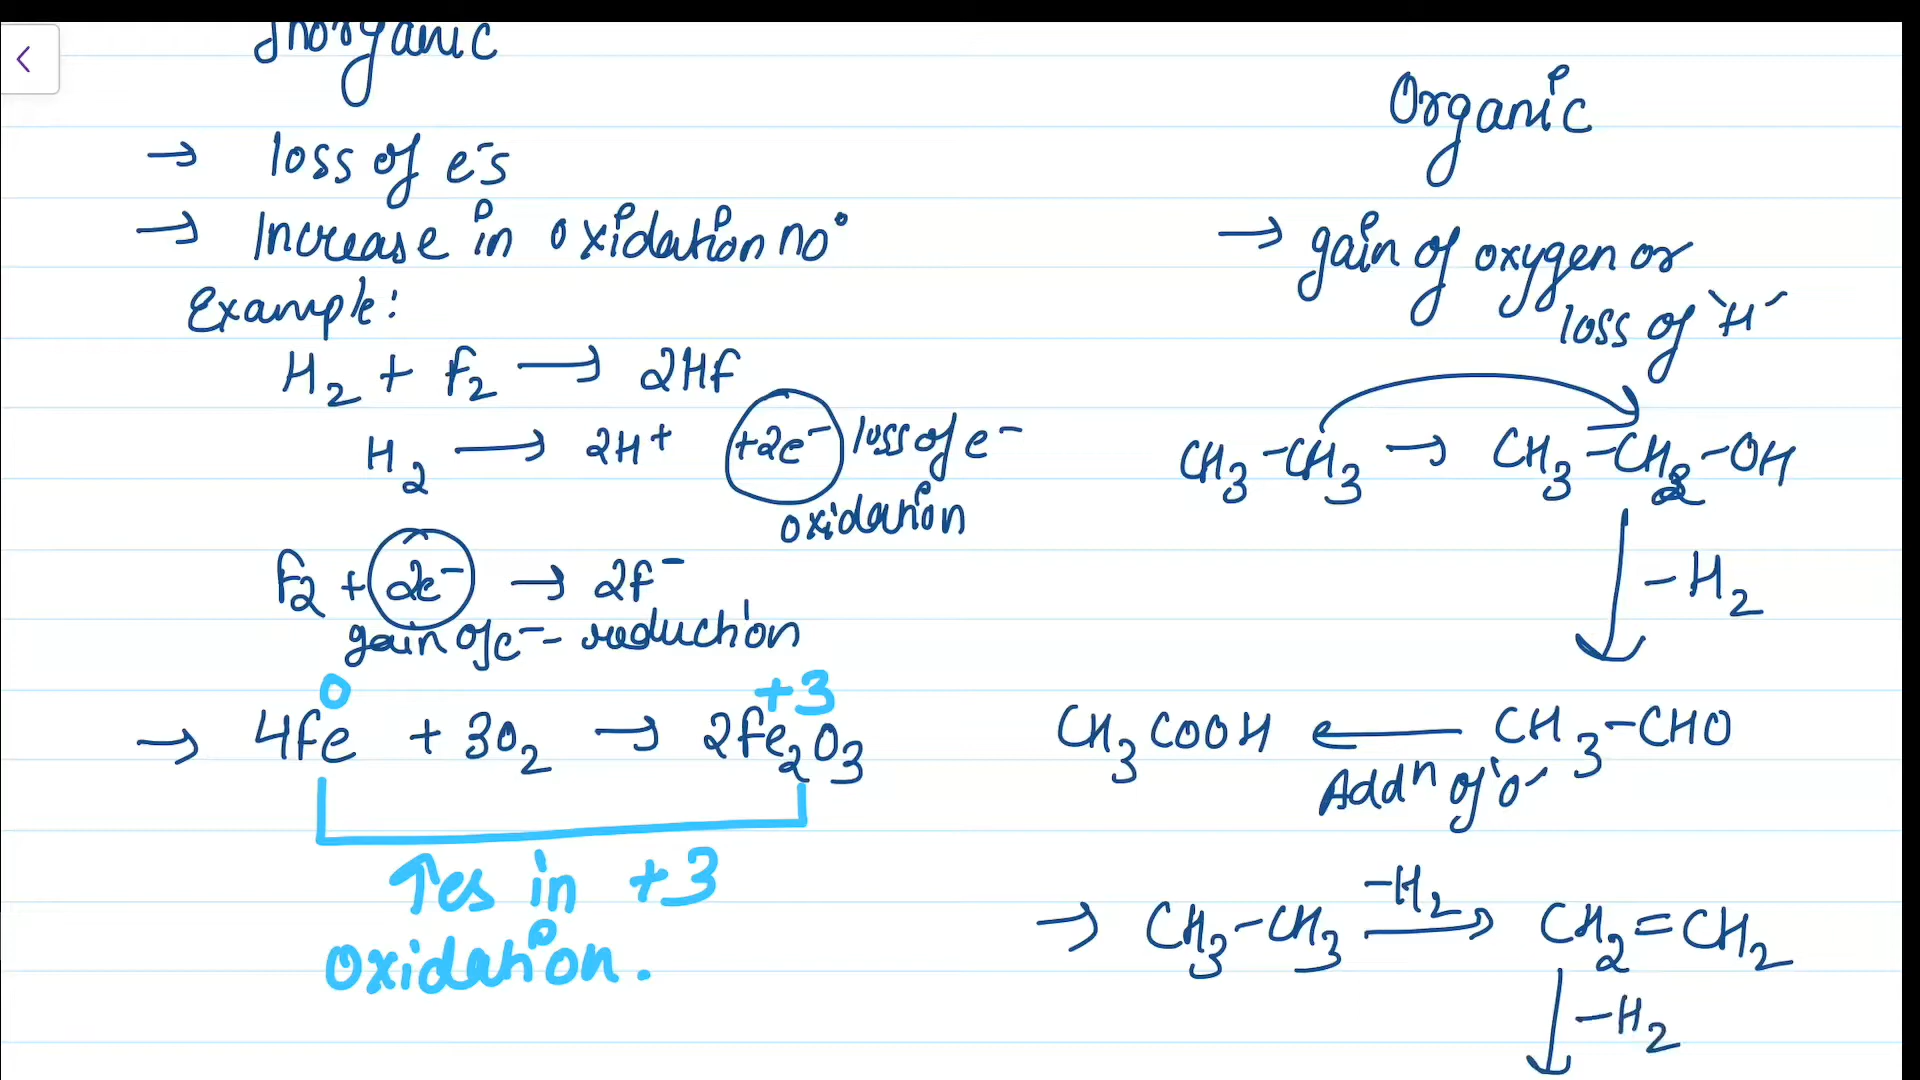 Inorganic
→ loss of e⁻s
→ Increase in oxidation no°
Example:
H₂ + f₂ → 2Hf
H₂ → 2H⁺ +2e⁻ loss of e⁻
oxidation
f₂ + 2e⁻ → 2f⁻
gain of e⁻ - reduction
0 +3
→ 4fe + 3O₂ → 2fe₂O₃
↑es in +3
oxidation.
Organic
→ gain of oxygen or
loss of 'H'
CH₃-CH₃ → CH₃-CH₂-OH
-H₂
CH₃COOH ← CH₃-CHO
Addⁿ of 'o'
-H₂
→ CH₃-CH₃ → CH₂=CH₂
↓ -H₂